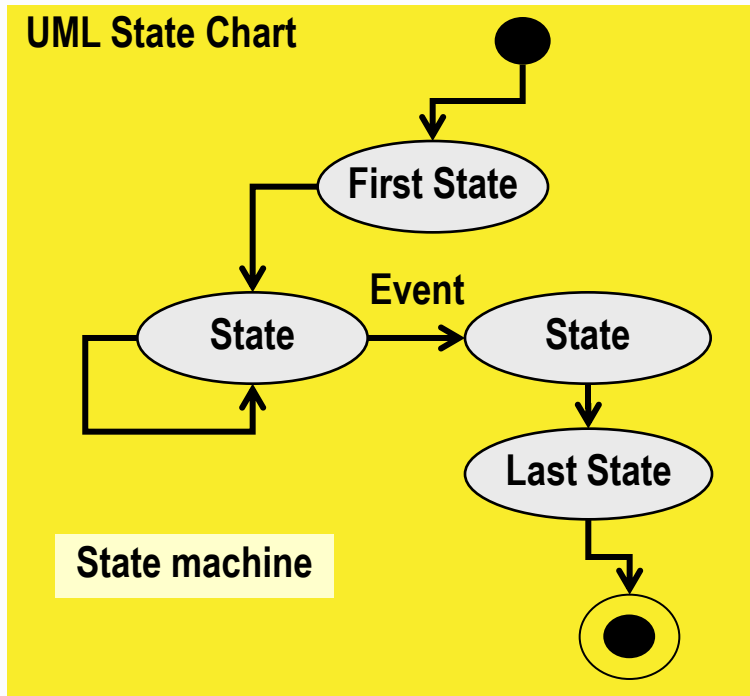 UML State Chart
First State
Event
State
State
Last State
State machine